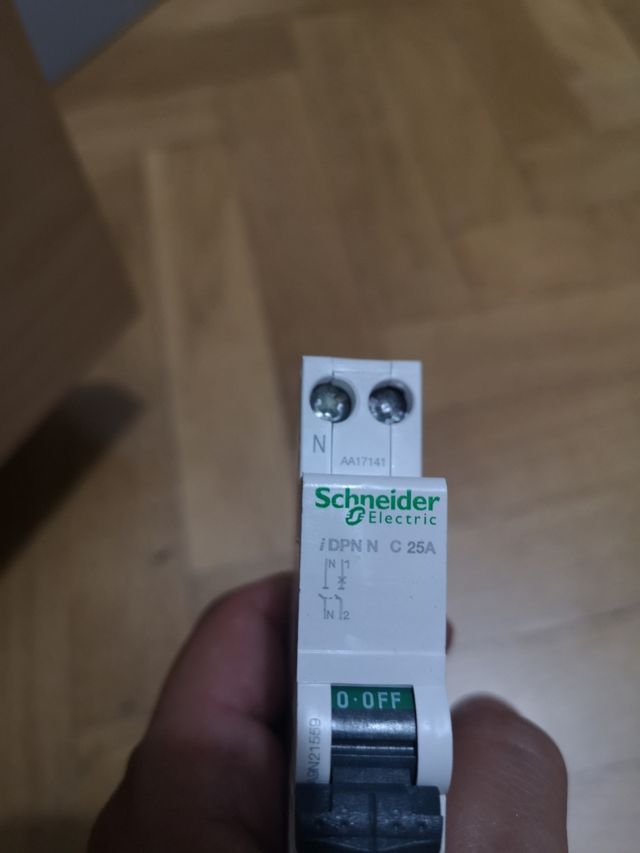 N
AA17141
Schneider
Electric
iDPN N C 25A
N 1
N 2
O·OFF
A9N21559